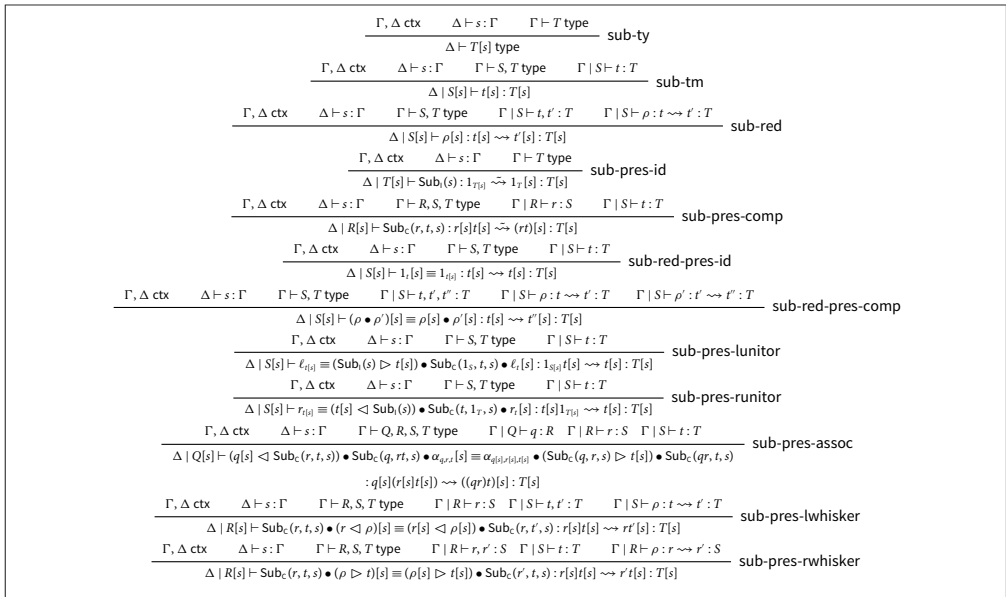 Γ, Δ ctx Δ ⊢ s : Γ Γ ⊢ T type
sub-ty
Δ ⊢ T[s] type
Γ, Δ ctx Δ ⊢ s : Γ Γ ⊢ S, T type Γ | S ⊢ t : T
sub-tm
Δ | S[s] ⊢ t[s] : T[s]
Γ, Δ ctx Δ ⊢ s : Γ Γ ⊢ S, T type Γ | S ⊢ t, t′ : T Γ | S ⊢ ρ : t ⇝ t′ : T
sub-red
Δ | S[s] ⊢ ρ[s] : t[s] ⇝ t′[s] : T[s]
Γ, Δ ctx Δ ⊢ s : Γ Γ ⊢ T type
sub-pres-id
Δ | T[s] ⊢ Sub_i(s) : 1_{T[s]} ⇝̃ 1_T[s] : T[s]
Γ, Δ ctx Δ ⊢ s : Γ Γ ⊢ R, S, T type Γ | R ⊢ r : S Γ | S ⊢ t : T
sub-pres-comp
Δ | R[s] ⊢ Sub_c(r, t, s) : r[s]t[s] ⇝̃ (rt)[s] : T[s]
Γ, Δ ctx Δ ⊢ s : Γ Γ ⊢ S, T type Γ | S ⊢ t : T
sub-red-pres-id
Δ | S[s] ⊢ 1_t[s] ≡ 1_{t[s]} : t[s] ⇝ t[s] : T[s]
Γ, Δ ctx Δ ⊢ s : Γ Γ ⊢ S, T type Γ | S ⊢ t, t′, t″ : T Γ | S ⊢ ρ : t ⇝ t′ : T Γ | S ⊢ ρ′ : t′ ⇝ t″ : T
sub-red-pres-comp
Δ | S[s] ⊢ (ρ • ρ′)[s] ≡ ρ[s] • ρ′[s] : t[s] ⇝ t″[s] : T[s]
Γ, Δ ctx Δ ⊢ s : Γ Γ ⊢ S, T type Γ | S ⊢ t : T
sub-pres-lunitor
Δ | S[s] ⊢ ℓ_{t[s]} ≡ (Sub_i(s) ▷ t[s]) • Sub_c(1_S, t, s) • ℓ_t[s] : 1_{S[s]}t[s] ⇝ t[s] : T[s]
Γ, Δ ctx Δ ⊢ s : Γ Γ ⊢ S, T type Γ | S ⊢ t : T
sub-pres-runitor
Δ | S[s] ⊢ r_{t[s]} ≡ (t[s] ◁ Sub_i(s)) • Sub_c(t, 1_T, s) • r_t[s] : t[s]1_{T[s]} ⇝ t[s] : T[s]
Γ, Δ ctx Δ ⊢ s : Γ Γ ⊢ Q, R, S, T type Γ | Q ⊢ q : R Γ | R ⊢ r : S Γ | S ⊢ t : T
sub-pres-assoc
Δ | Q[s] ⊢ (q[s] ◁ Sub_c(r, t, s)) • Sub_c(q, rt, s) • α_{q,r,t}[s] ≡ α_{q[s],r[s],t[s]} • (Sub_c(q, r, s) ▷ t[s]) • Sub_c(qr, t, s)
: q[s](r[s]t[s]) ⇝ ((qr)t)[s] : T[s]
Γ, Δ ctx Δ ⊢ s : Γ Γ ⊢ R, S, T type Γ | R ⊢ r : S Γ | S ⊢ t, t′ : T Γ | S ⊢ ρ : t ⇝ t′ : T
sub-pres-lwhisker
Δ | R[s] ⊢ Sub_c(r, t, s) • (r ◁ ρ)[s] ≡ (r[s] ◁ ρ[s]) • Sub_c(r, t′, s) : r[s]t[s] ⇝ rt′[s] : T[s]
Γ, Δ ctx Δ ⊢ s : Γ Γ ⊢ R, S, T type Γ | R ⊢ r, r′ : S Γ | S ⊢ t : T Γ | R ⊢ ρ : r ⇝ r′ : S
sub-pres-rwhisker
Δ | R[s] ⊢ Sub_c(r, t, s) • (ρ ▷ t)[s] ≡ (ρ[s] ▷ t[s]) • Sub_c(r′, t, s) : r[s]t[s] ⇝ r′t[s] : T[s]